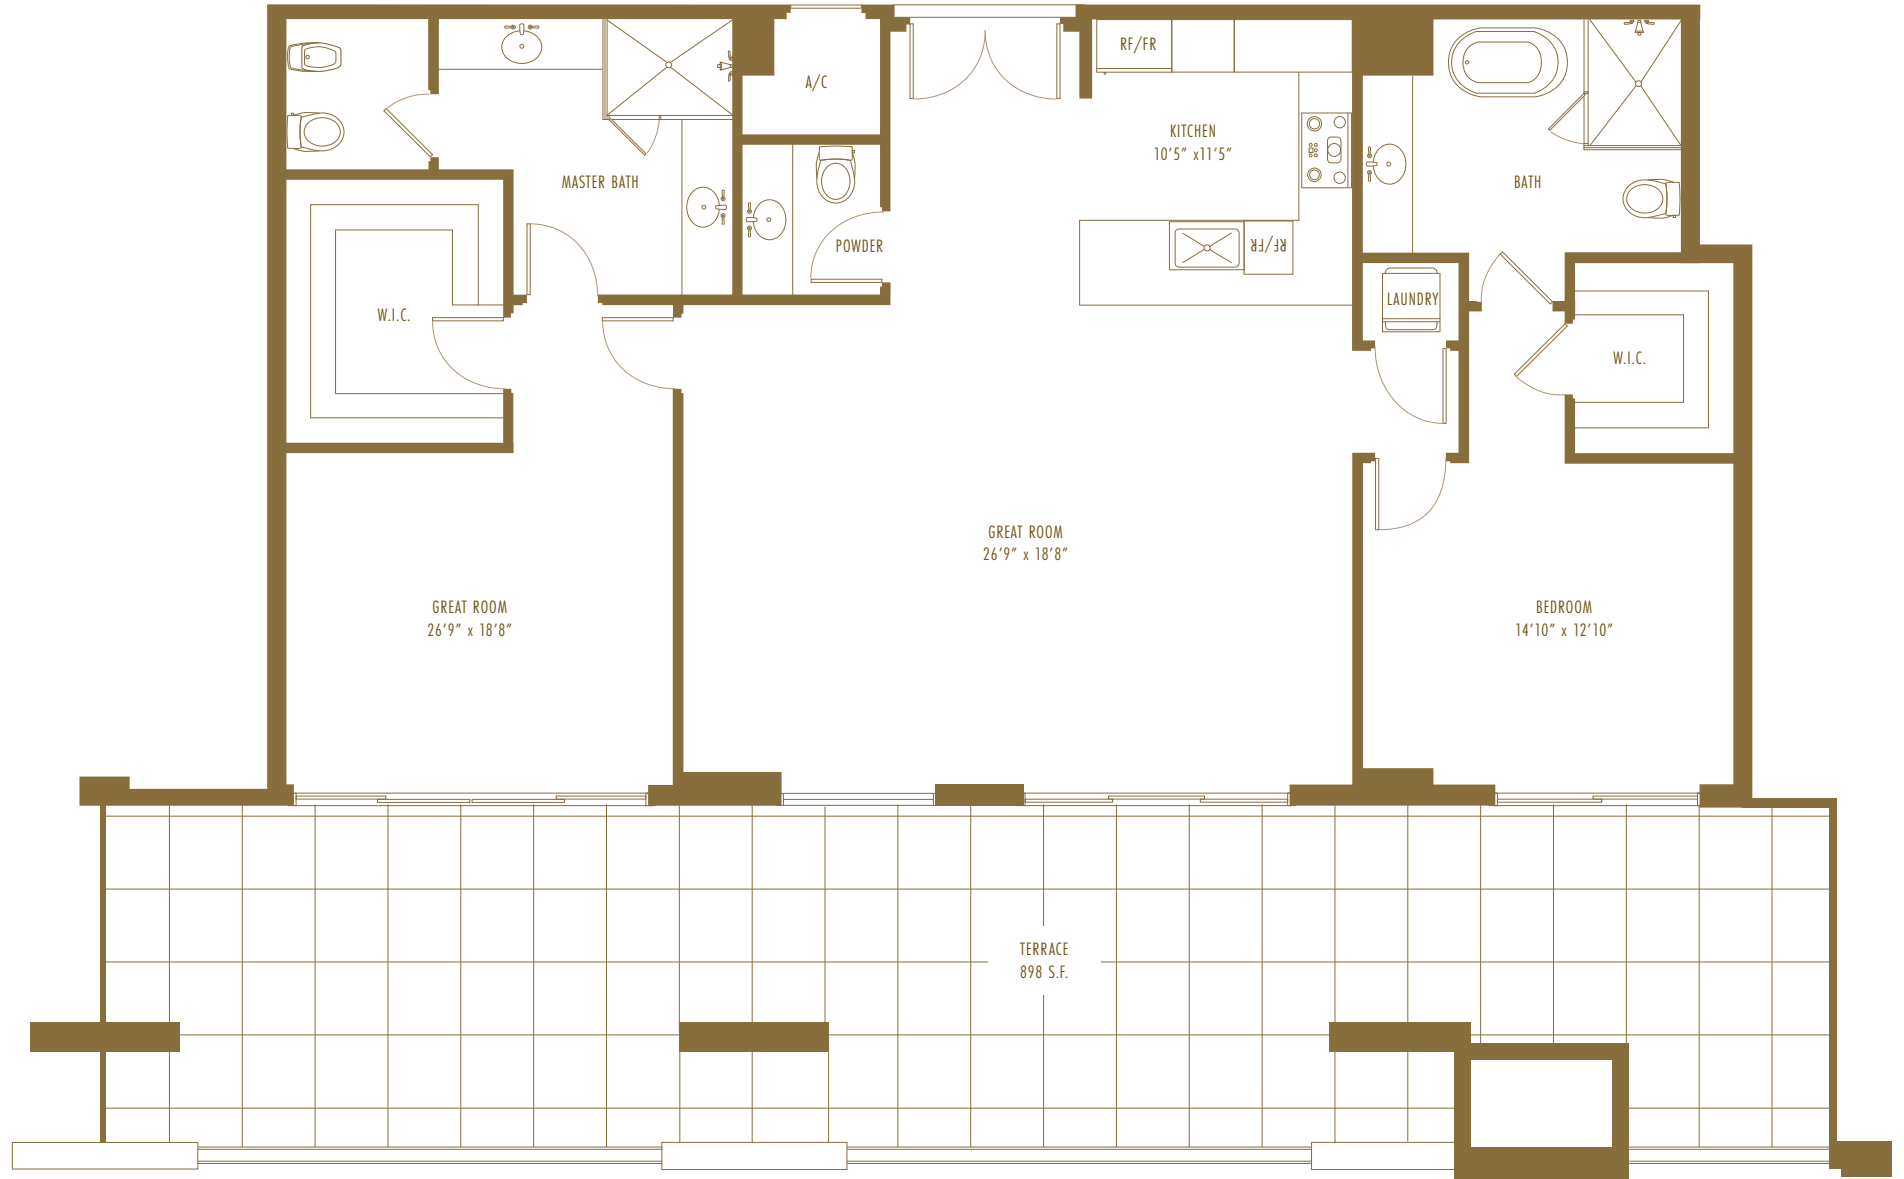 RF/FR
A/C
KITCHEN
10'5" x11'5"
MASTER BATH
BATH
POWDER
RF/FR
LAUNDRY
W.I.C.
W.I.C.
GREAT ROOM
26'9" x 18'8"
GREAT ROOM
26'9" x 18'8"
BEDROOM
14'10" x 12'10"
TERRACE
898 S.F.